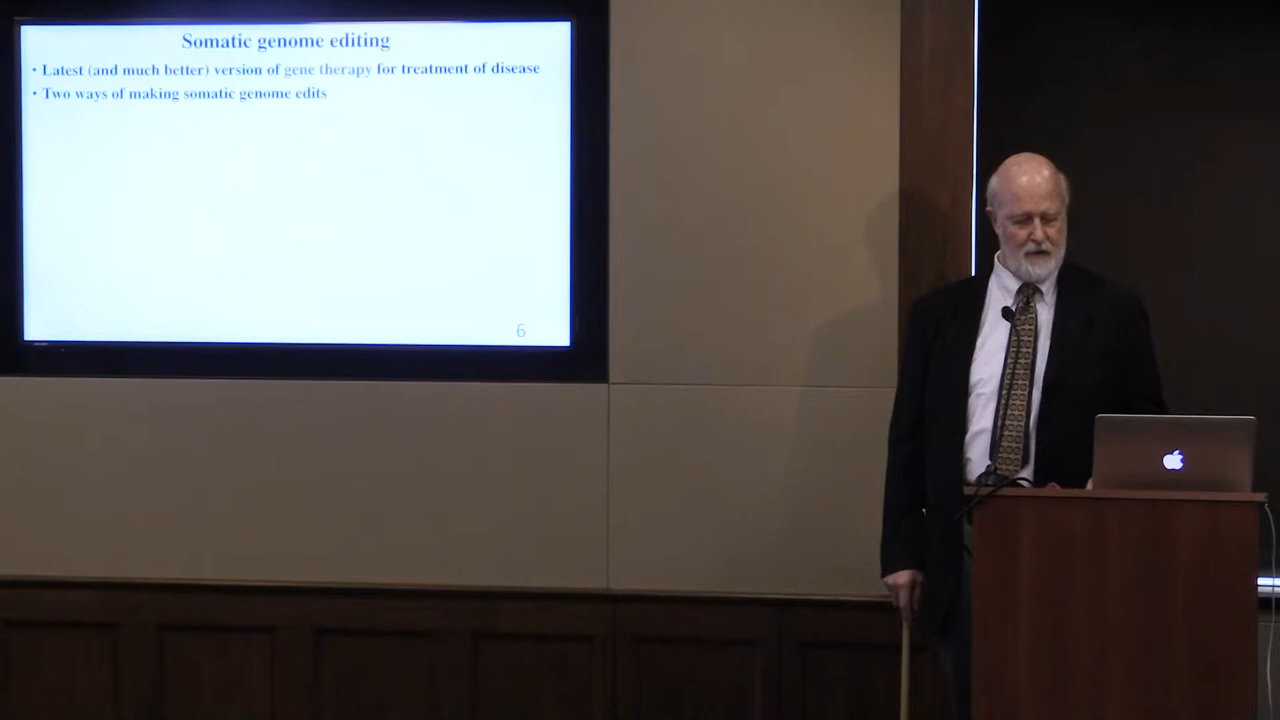 Somatic genome editing
• Latest (and much better) version of gene therapy for treatment of disease
• Two ways of making somatic genome edits
6